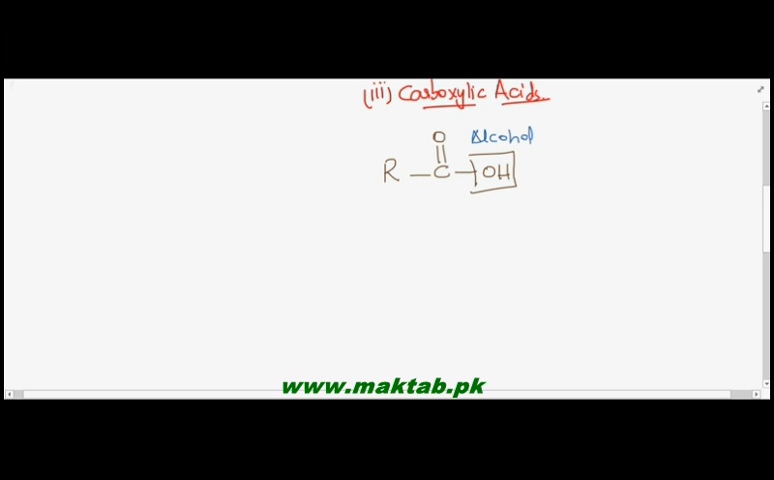 (iii) Carboxylic Acids.
O Alcohol
||
R — C — OH
www.maktab.pk